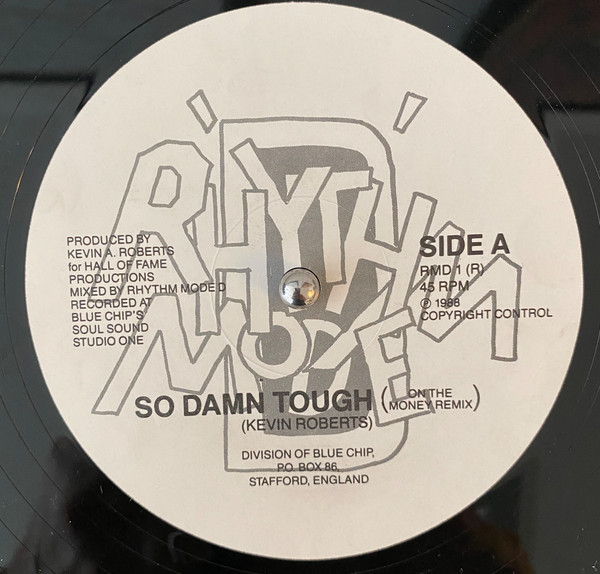 RHYTHM
MODE D
PRODUCED BY
KEVIN A. ROBERTS
for HALL OF FAME
PRODUCTIONS
MIXED BY RHYTHM MODE D
RECORDED AT
BLUE CHIP'S
SOUL SOUND
STUDIO ONE
SIDE A
RMD 1 (R)
45 RPM
℗ 1988
COPYRIGHT CONTROL
SO DAMN TOUGH (ON THE MONEY REMIX)
(KEVIN ROBERTS)
DIVISION OF BLUE CHIP,
P.O. BOX 86,
STAFFORD, ENGLAND